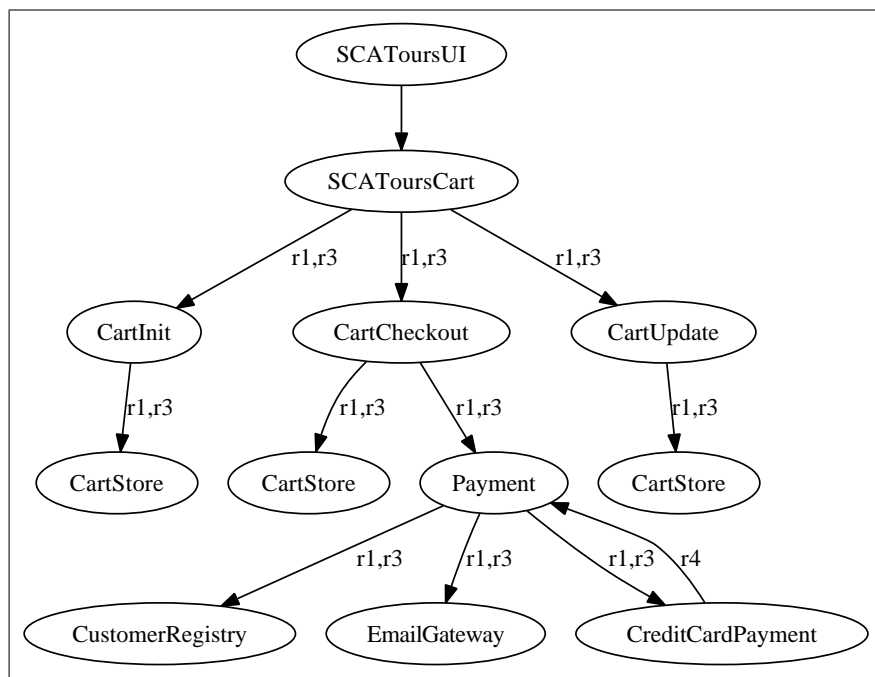 SCAToursUI
SCAToursCart
r1,r3 r1,r3 r1,r3
CartInit CartCheckout CartUpdate
r1,r3 r1,r3 r1,r3 r1,r3
CartStore CartStore Payment CartStore
r1,r3 r1,r3 r1,r3 r4
CustomerRegistry EmailGateway CreditCardPayment